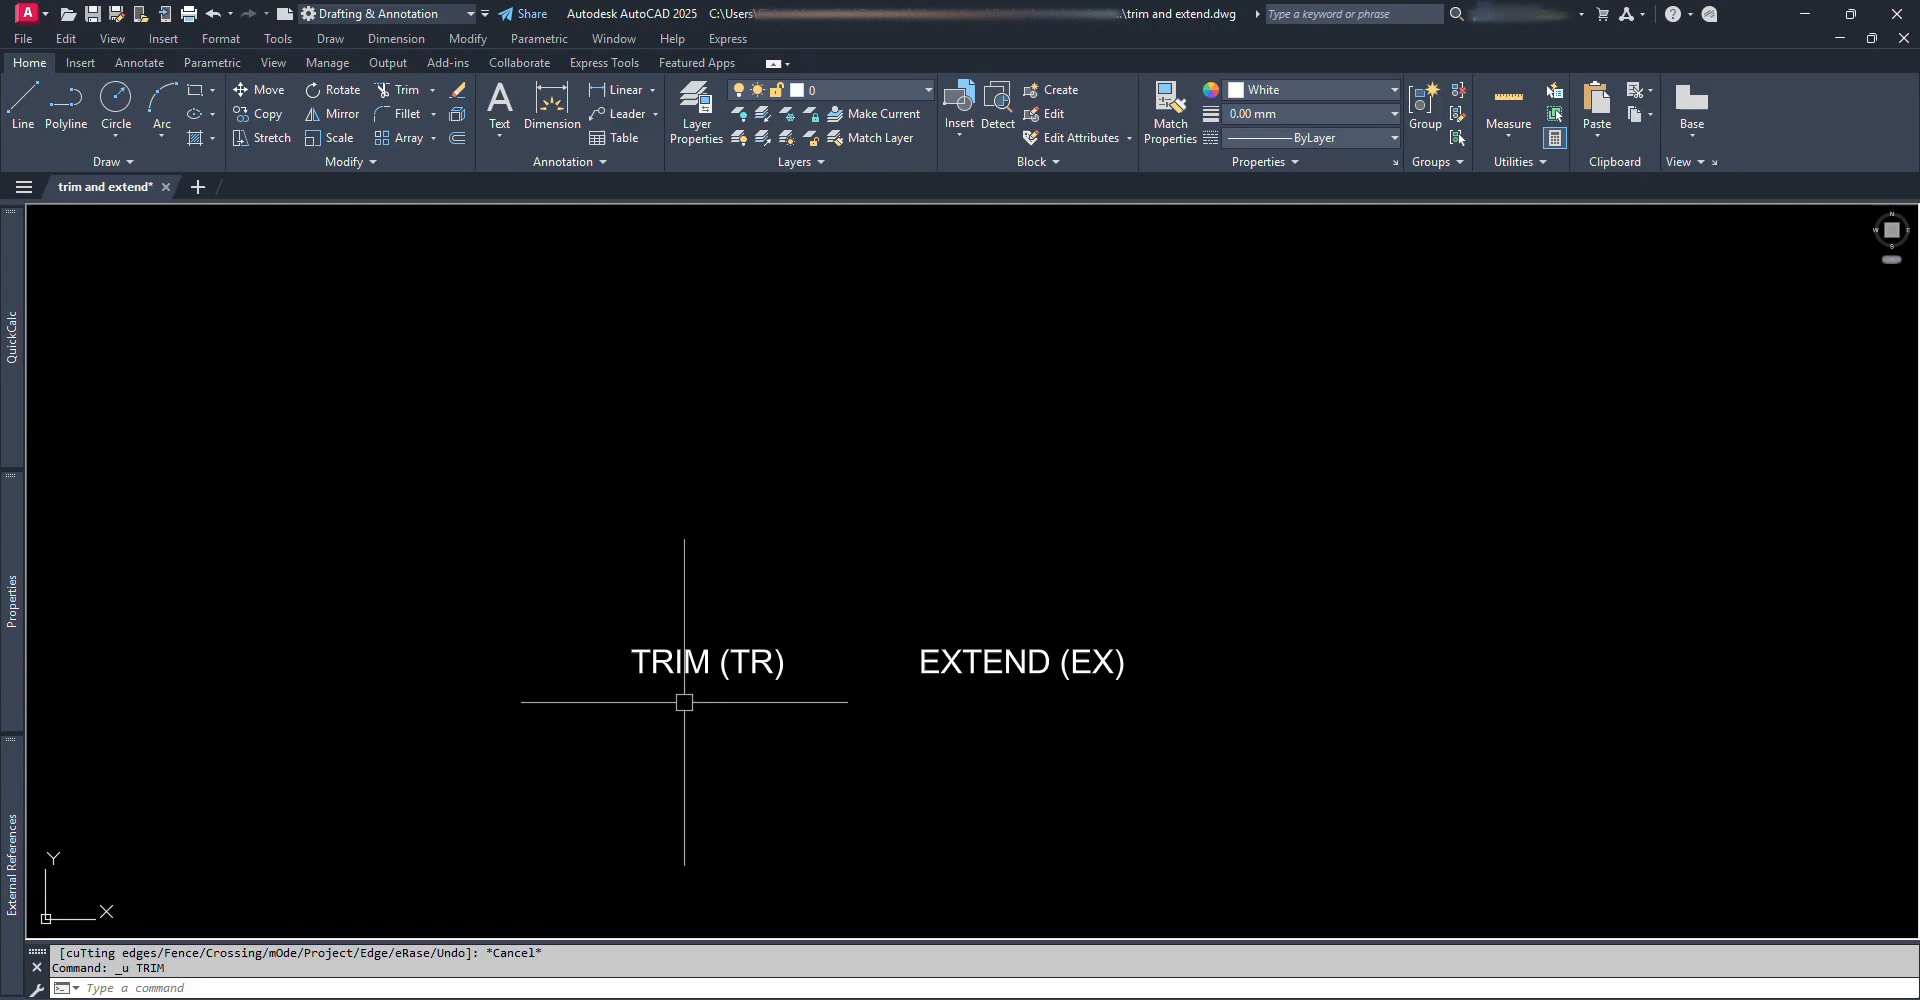 A Drafting & Annotation Share Autodesk AutoCAD 2025 C:\Users\ ...\trim and extend.dwg Type a keyword or phrase
File Edit View Insert Format Tools Draw Dimension Modify Parametric Window Help Express
Home Insert Annotate Parametric View Manage Output Add-ins Collaborate Express Tools Featured Apps
Move Rotate Trim Linear 0 Create White
Copy Mirror Fillet Leader Make Current Edit 0.00 mm
Line Polyline Circle Arc Text Dimension Layer Properties Insert Detect Match Properties Group Measure Paste Base
Stretch Scale Array Table Match Layer Edit Attributes ByLayer
Draw Modify Annotation Layers Block Properties Groups Utilities Clipboard View
trim and extend*
N
W
S
QuickCalc
Properties
External References
TRIM (TR) EXTEND (EX)
Y
X
[cuTting edges/Fence/Crossing/mOde/Project/Edge/eRase/Undo]: *Cancel*
Command: _u TRIM
Type a command